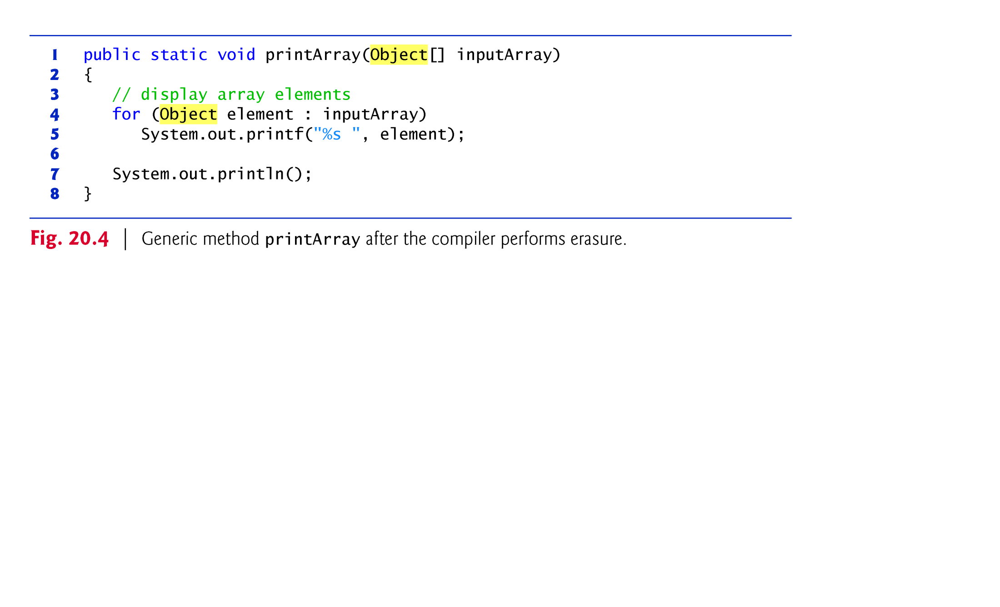 1 public static void printArray(Object[] inputArray)
2 {
3 // display array elements
4 for (Object element : inputArray)
5 System.out.printf("%s ", element);
6
7 System.out.println();
8 }
Fig. 20.4 | Generic method printArray after the compiler performs erasure.